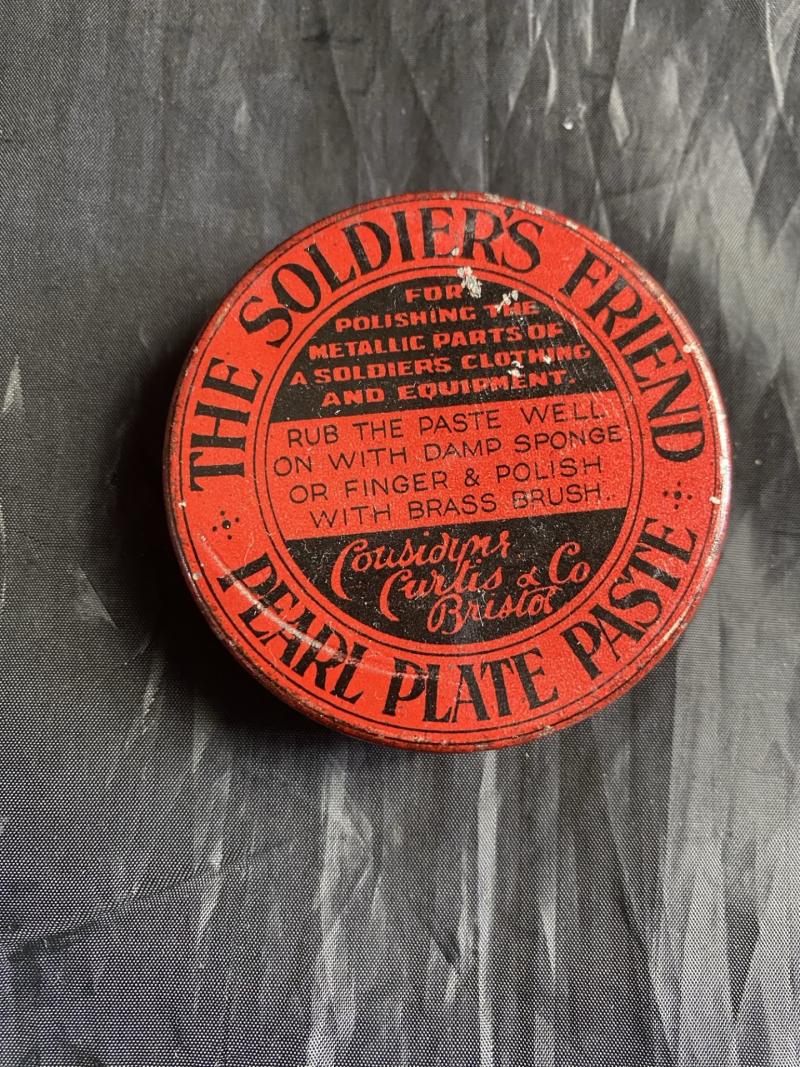 THE SOLDIER'S FRIEND
FOR
POLISHING THE
METALLIC PARTS OF
A SOLDIERS CLOTHING
AND EQUIPMENT.
RUB THE PASTE WELL
ON WITH DAMP SPONGE
OR FINGER & POLISH
WITH BRASS BRUSH.
Curtis & Co
Bristol
PEARL PLATE PASTE